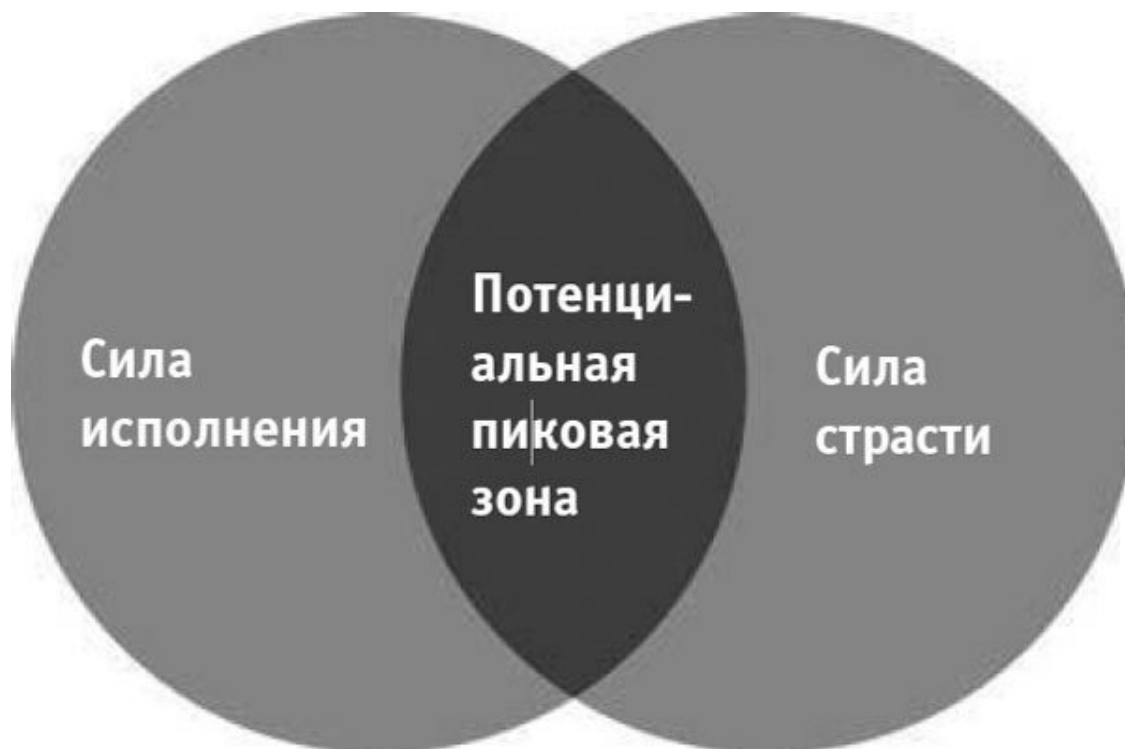 Сила
исполнения
Потенци-
альная
пиковая
зона
Сила
страсти